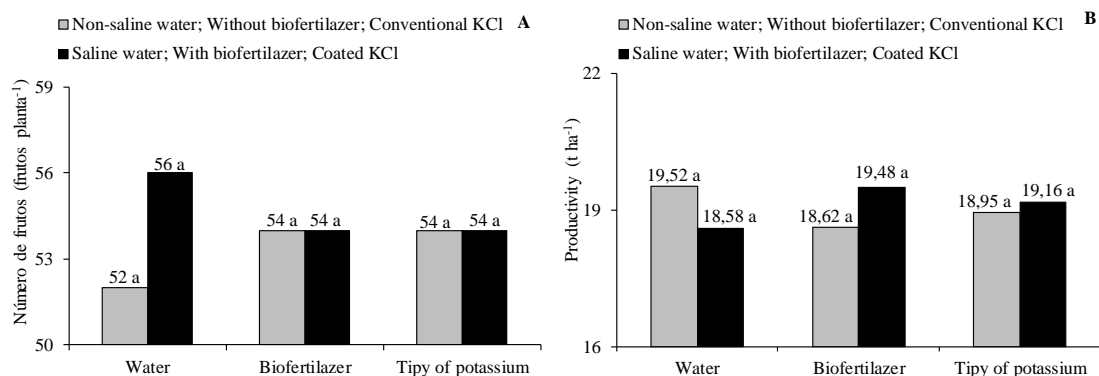 Non-saline water; Without biofertilazer; Conventional KCl
Saline water; With biofertilazer; Coated KCl
A
Número de frutos (frutos planta-1)
59
56
53
50
52 a
56 a
54 a
54 a
54 a
54 a
Water
Biofertilazer
Tipy of potassium
Non-saline water; Without biofertilazer; Conventional KCl
Saline water; With biofertilazer; Coated KCl
B
Productivity (t ha-1)
22
19
16
19,52 a
18,58 a
18,62 a
19,48 a
18,95 a
19,16 a
Water
Biofertilazer
Tipy of potassium